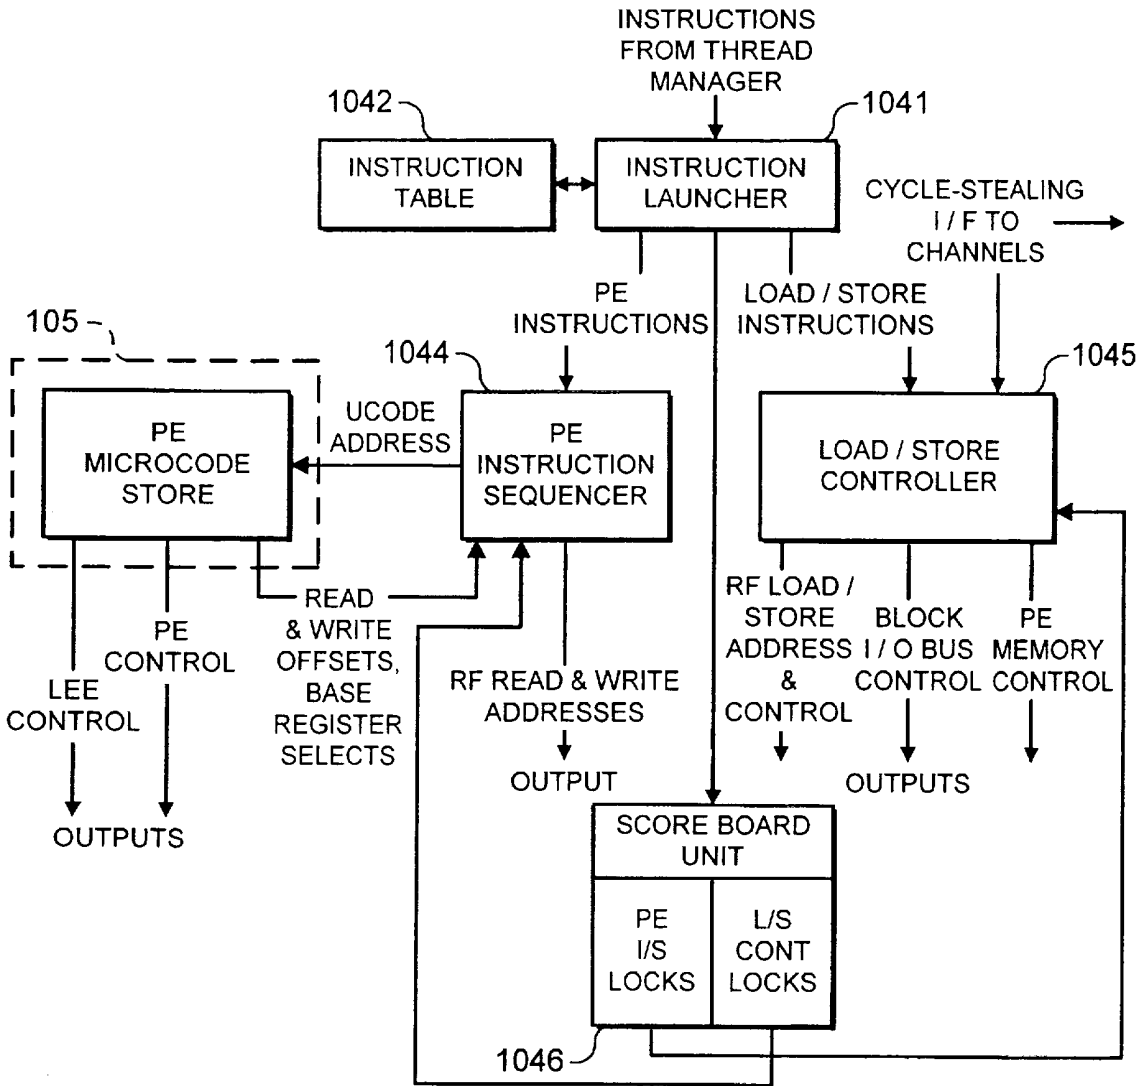 INSTRUCTIONS
FROM THREAD
MANAGER
1042
1041
INSTRUCTION
TABLE
INSTRUCTION
LAUNCHER
CYCLE-STEALING
I / F TO
CHANNELS
PE
INSTRUCTIONS
LOAD / STORE
INSTRUCTIONS
105
1044
1045
PE
MICROCODE
STORE
UCODE
ADDRESS
PE
INSTRUCTION
SEQUENCER
LOAD / STORE
CONTROLLER
LEE
CONTROL
PE
CONTROL
READ
& WRITE
OFFSETS,
BASE
REGISTER
SELECTS
RF READ & WRITE
ADDRESSES
RF LOAD /
STORE
ADDRESS
&
CONTROL
BLOCK
I / O BUS
CONTROL
PE
MEMORY
CONTROL
OUTPUTS
OUTPUT
OUTPUTS
SCORE BOARD
UNIT
PE
I/S
LOCKS
L/S
CONT
LOCKS
1046